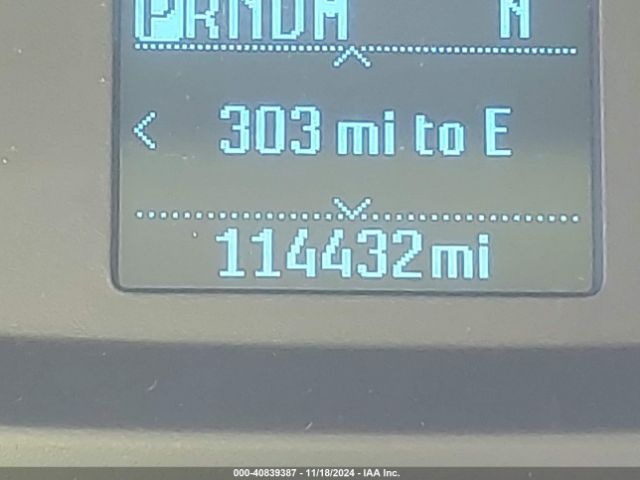 PRNDM N
< 303 mi to E
114432mi
000-40839387 - 11/18/2024 - IAA Inc.